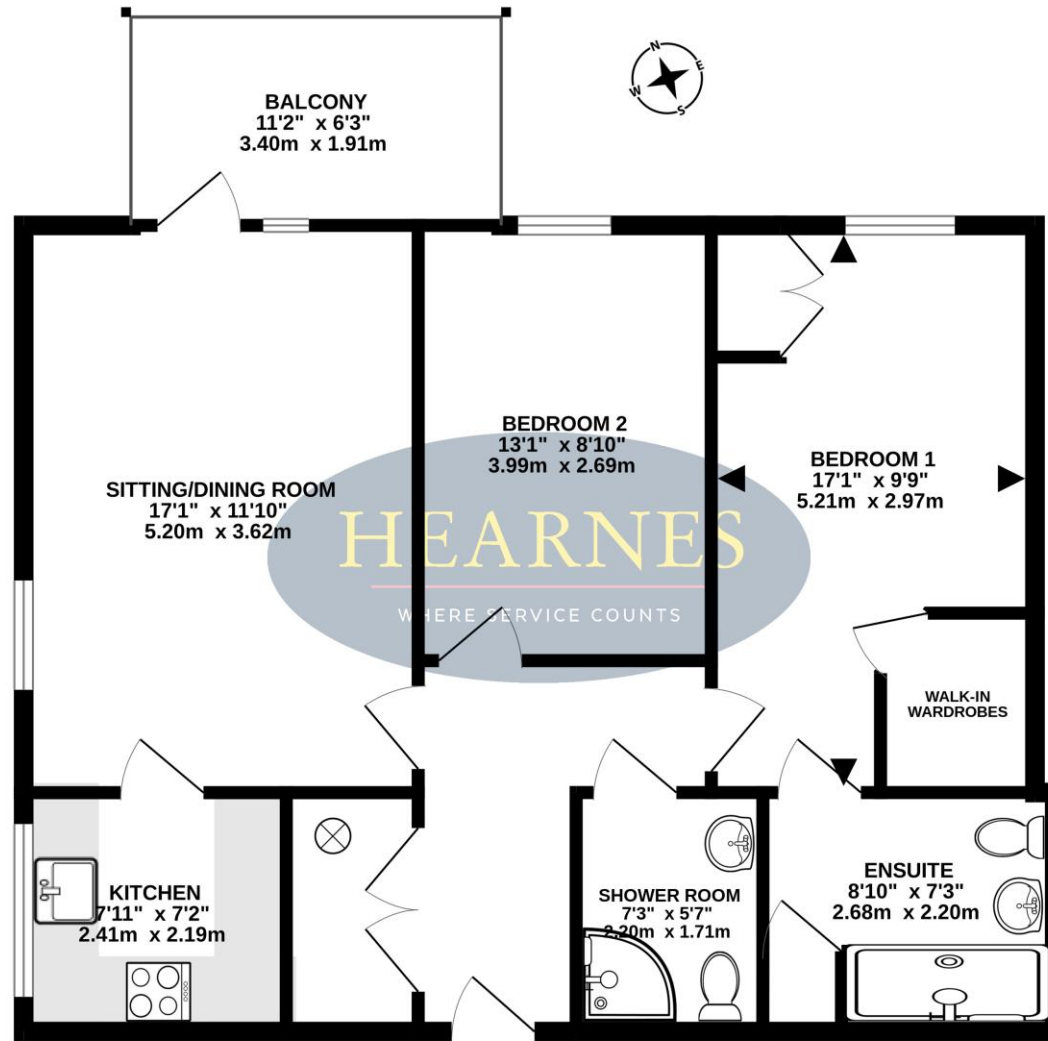 N
E
W
S
BALCONY
11'2" x 6'3"
3.40m x 1.91m
BEDROOM 2
13'1" x 8'10"
3.99m x 2.69m
BEDROOM 1
17'1" x 9'9"
5.21m x 2.97m
SITTING/DINING ROOM
17'1" x 11'10"
5.20m x 3.62m
HEARNES
WHERE SERVICE COUNTS
WALK-IN
WARDROBES
KITCHEN
7'11" x 7'2"
2.41m x 2.19m
SHOWER ROOM
7'3" x 5'7"
2.20m x 1.71m
ENSUITE
8'10" x 7'3"
2.68m x 2.20m